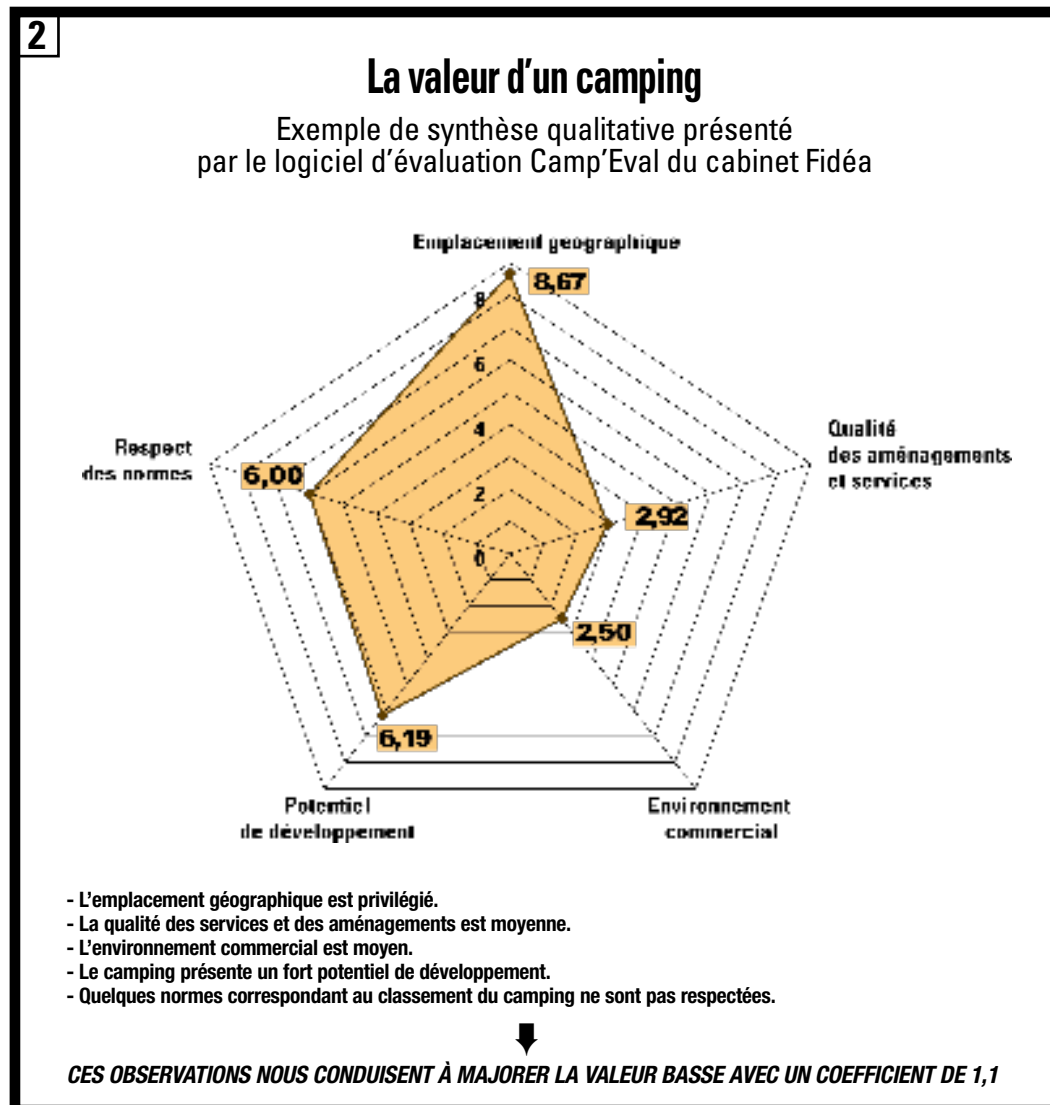 2
La valeur d'un camping
Exemple de synthèse qualitative présenté
par le logiciel d'évaluation Camp'Eval du cabinet Fidéa
Emplacement geographique
8,67
8
6
4
2
0
Qualité
des aménagements
et services
2,92
Respect
des normes
6,00
2,50
6,19
Potentiel
de développement
Environnement
commercial
- L'emplacement géographique est privilégié.
- La qualité des services et des aménagements est moyenne.
- L'environnement commercial est moyen.
- Le camping présente un fort potentiel de développement.
- Quelques normes correspondant au classement du camping ne sont pas respectées.
CES OBSERVATIONS NOUS CONDUISENT À MAJORER LA VALEUR BASSE AVEC UN COEFFICIENT DE 1,1